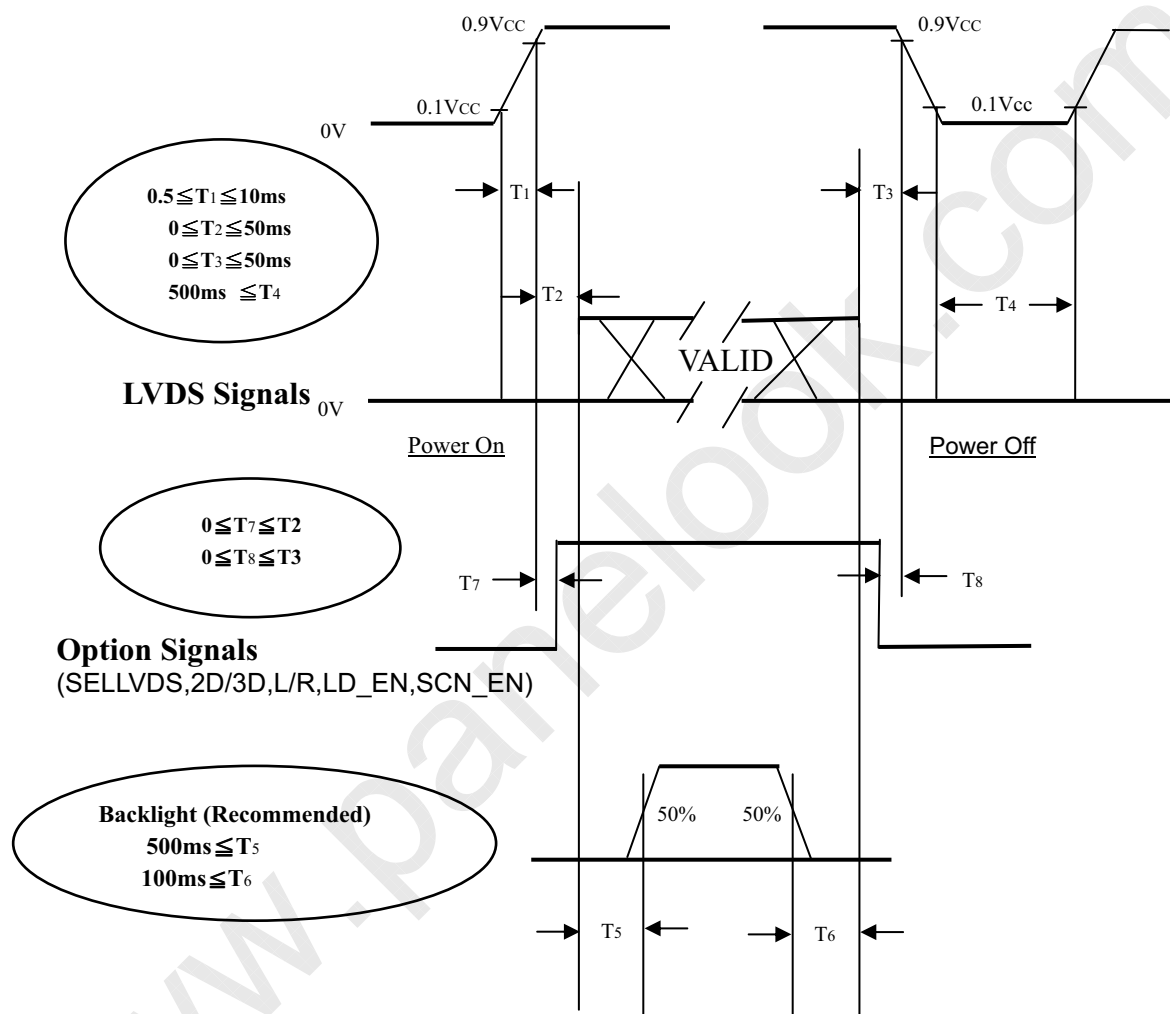 0.9VCC
0.9VCC
0.1VCC
0.1Vcc
0V
0.5≦T1≦10ms
0≦T2≦50ms
0≦T3≦50ms
500ms ≦T4
T1
T3
T2
T4
VALID
LVDS Signals 0V
Power On
Power Off
0≦T7≦T2
0≦T8≦T3
T7
T8
Option Signals
(SELLVDS,2D/3D,L/R,LD_EN,SCN_EN)
Backlight (Recommended)
500ms≦T5
100ms≦T6
50%
50%
T5
T6
www.panelook.com